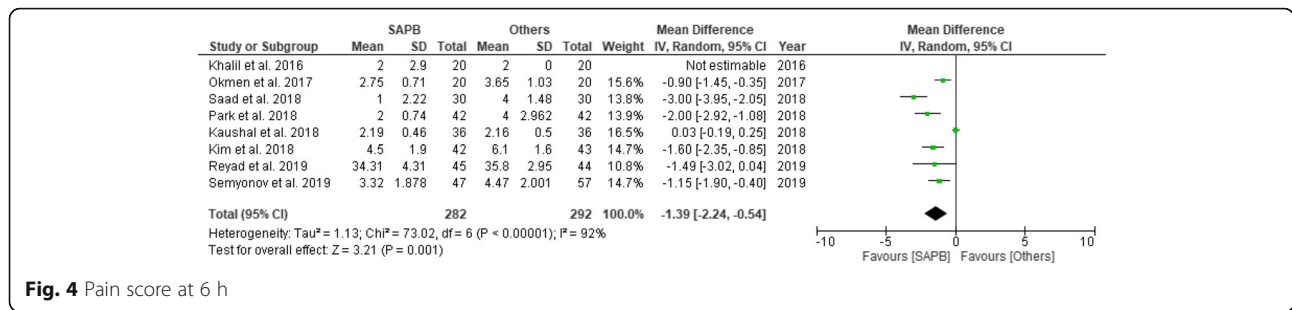 SAPB Others Mean Difference Mean Difference
Study or Subgroup Mean SD Total Mean SD Total Weight IV, Random, 95% CI Year IV, Random, 95% CI
Khalil et al. 2016 2 2.9 20 2 0 20 Not estimable 2016
Okmen et al. 2017 2.75 0.71 20 3.65 1.03 20 15.6% -0.90 [-1.45, -0.35] 2017
Saad et al. 2018 1 2.22 30 4 1.48 30 13.8% -3.00 [-3.95, -2.05] 2018
Park et al. 2018 2 0.74 42 4 2.962 42 13.9% -2.00 [-2.92, -1.08] 2018
Kaushal et al. 2018 2.19 0.46 36 2.16 0.5 36 16.5% 0.03 [-0.19, 0.25] 2018
Kim et al. 2018 4.5 1.9 42 6.1 1.6 43 14.7% -1.60 [-2.35, -0.85] 2018
Reyad et al. 2019 34.31 4.31 45 35.8 2.95 44 10.8% -1.49 [-3.02, 0.04] 2019
Semyonov et al. 2019 3.32 1.878 47 4.47 2.001 57 14.7% -1.15 [-1.90, -0.40] 2019
Total (95% CI) 282 292 100.0% -1.39 [-2.24, -0.54]
Heterogeneity: Tau² = 1.13; Chi² = 73.02, df = 6 (P < 0.00001); I² = 92%
Test for overall effect: Z = 3.21 (P = 0.001)
-10 -5 0 5 10
Favours [SAPB] Favours [Others]
Fig. 4 Pain score at 6 h